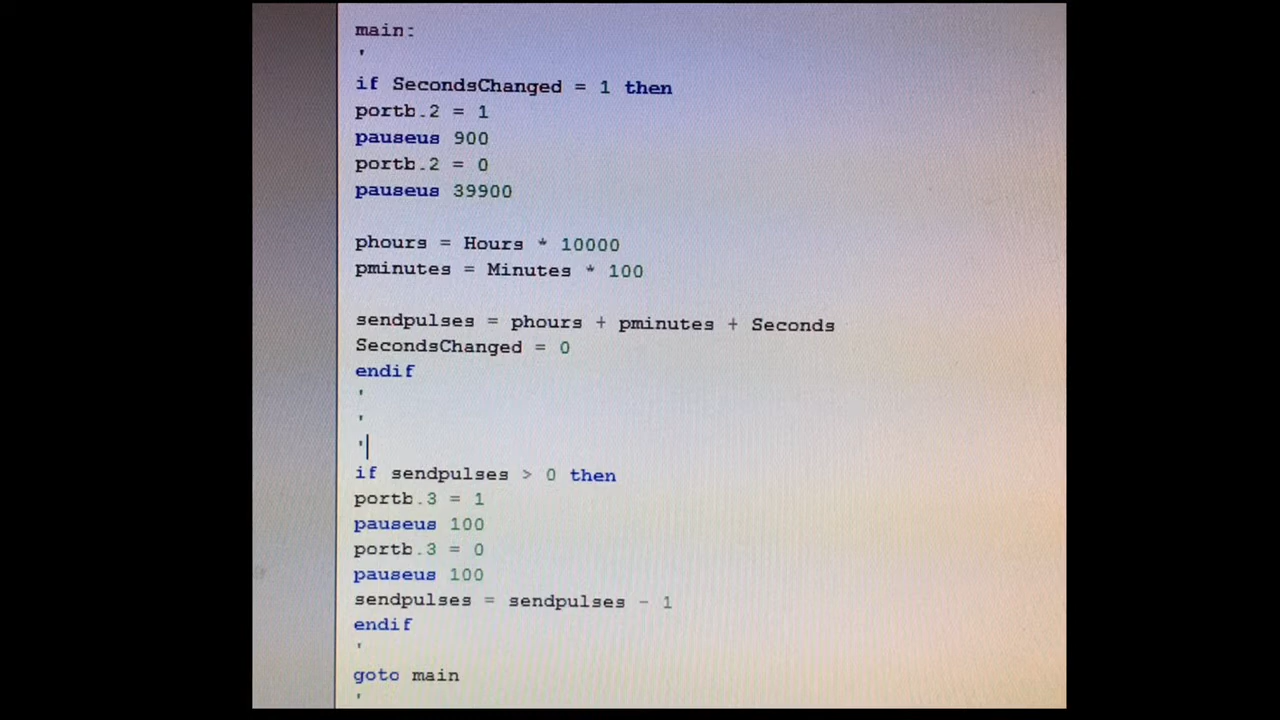 main:
'
if SecondsChanged = 1 then
portb.2 = 1
pauseus 900
portb.2 = 0
pauseus 39900
phours = Hours * 10000
pminutes = Minutes * 100
sendpulses = phours + pminutes + Seconds
SecondsChanged = 0
endif
'
'
'
if sendpulses > 0 then
portb.3 = 1
pauseus 100
portb.3 = 0
pauseus 100
sendpulses = sendpulses - 1
endif
'
goto main
'